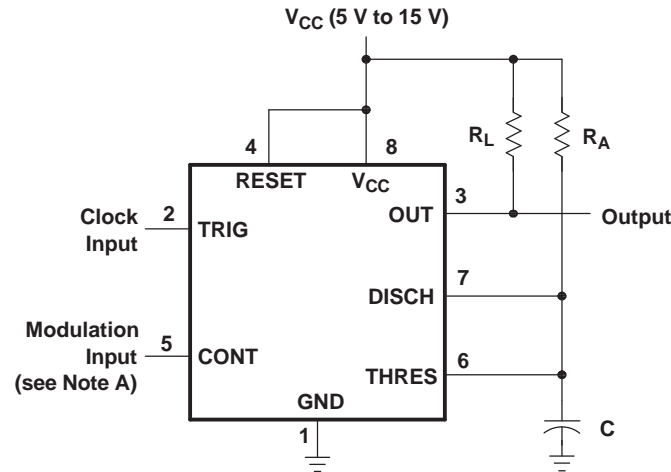 VCC (5 V to 15 V)
RL
RA
4
8
RESET
VCC
3
OUT
Output
Clock
Input
2
TRIG
7
DISCH
Modulation
Input
(see Note A)
5
CONT
6
THRES
GND
1
C